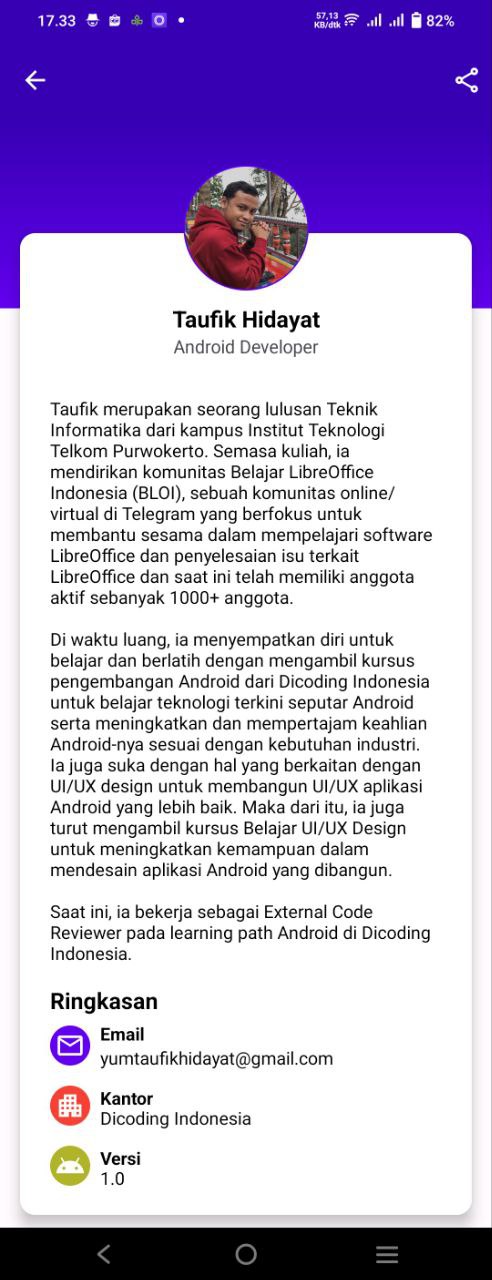 17.33
57,13
KB/dtk
82%
Taufik Hidayat
Android Developer
Taufik merupakan seorang lulusan Teknik
Informatika dari kampus Institut Teknologi
Telkom Purwokerto. Semasa kuliah, ia
mendirikan komunitas Belajar LibreOffice
Indonesia (BLOI), sebuah komunitas online/
virtual di Telegram yang berfokus untuk
membantu sesama dalam mempelajari software
LibreOffice dan penyelesaian isu terkait
LibreOffice dan saat ini telah memiliki anggota
aktif sebanyak 1000+ anggota.
Di waktu luang, ia menyempatkan diri untuk
belajar dan berlatih dengan mengambil kursus
pengembangan Android dari Dicoding Indonesia
untuk belajar teknologi terkini seputar Android
serta meningkatkan dan mempertajam keahlian
Android-nya sesuai dengan kebutuhan industri.
Ia juga suka dengan hal yang berkaitan dengan
UI/UX design untuk membangun UI/UX aplikasi
Android yang lebih baik. Maka dari itu, ia juga
turut mengambil kursus Belajar UI/UX Design
untuk meningkatkan kemampuan dalam
mendesain aplikasi Android yang dibangun.
Saat ini, ia bekerja sebagai External Code
Reviewer pada learning path Android di Dicoding
Indonesia.
Ringkasan
Email
yumtaufikhidayat@gmail.com
Kantor
Dicoding Indonesia
Versi
1.0